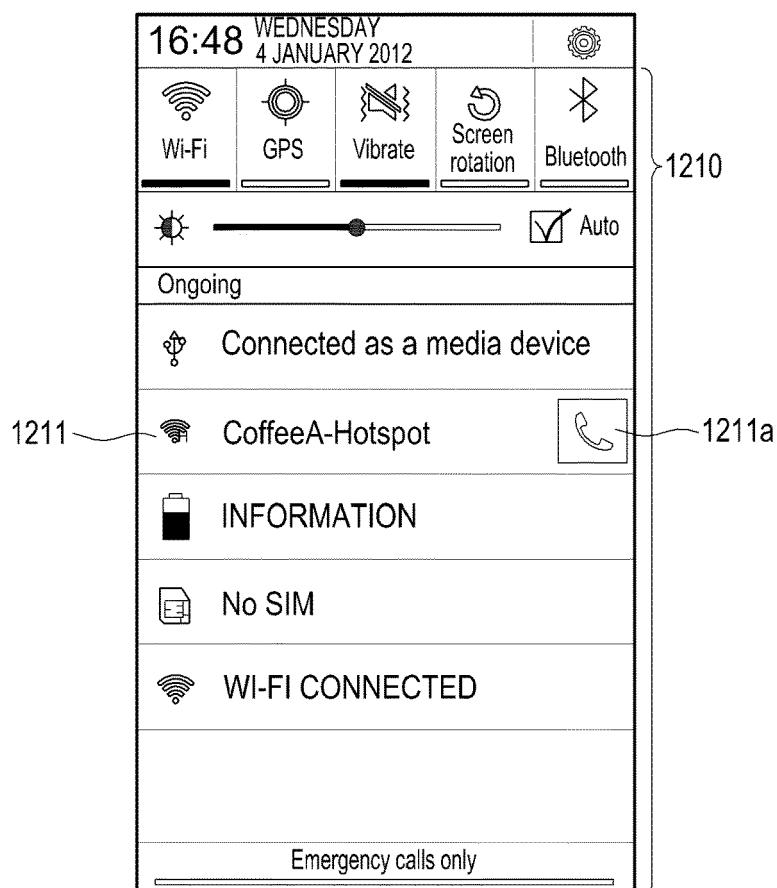 16:48 WEDNESDAY
4 JANUARY 2012
Wi-Fi GPS Vibrate Screen rotation Bluetooth
1210
Auto
Ongoing
Connected as a media device
1211 CoffeeA-Hotspot 1211a
INFORMATION
No SIM
WI-FI CONNECTED
Emergency calls only